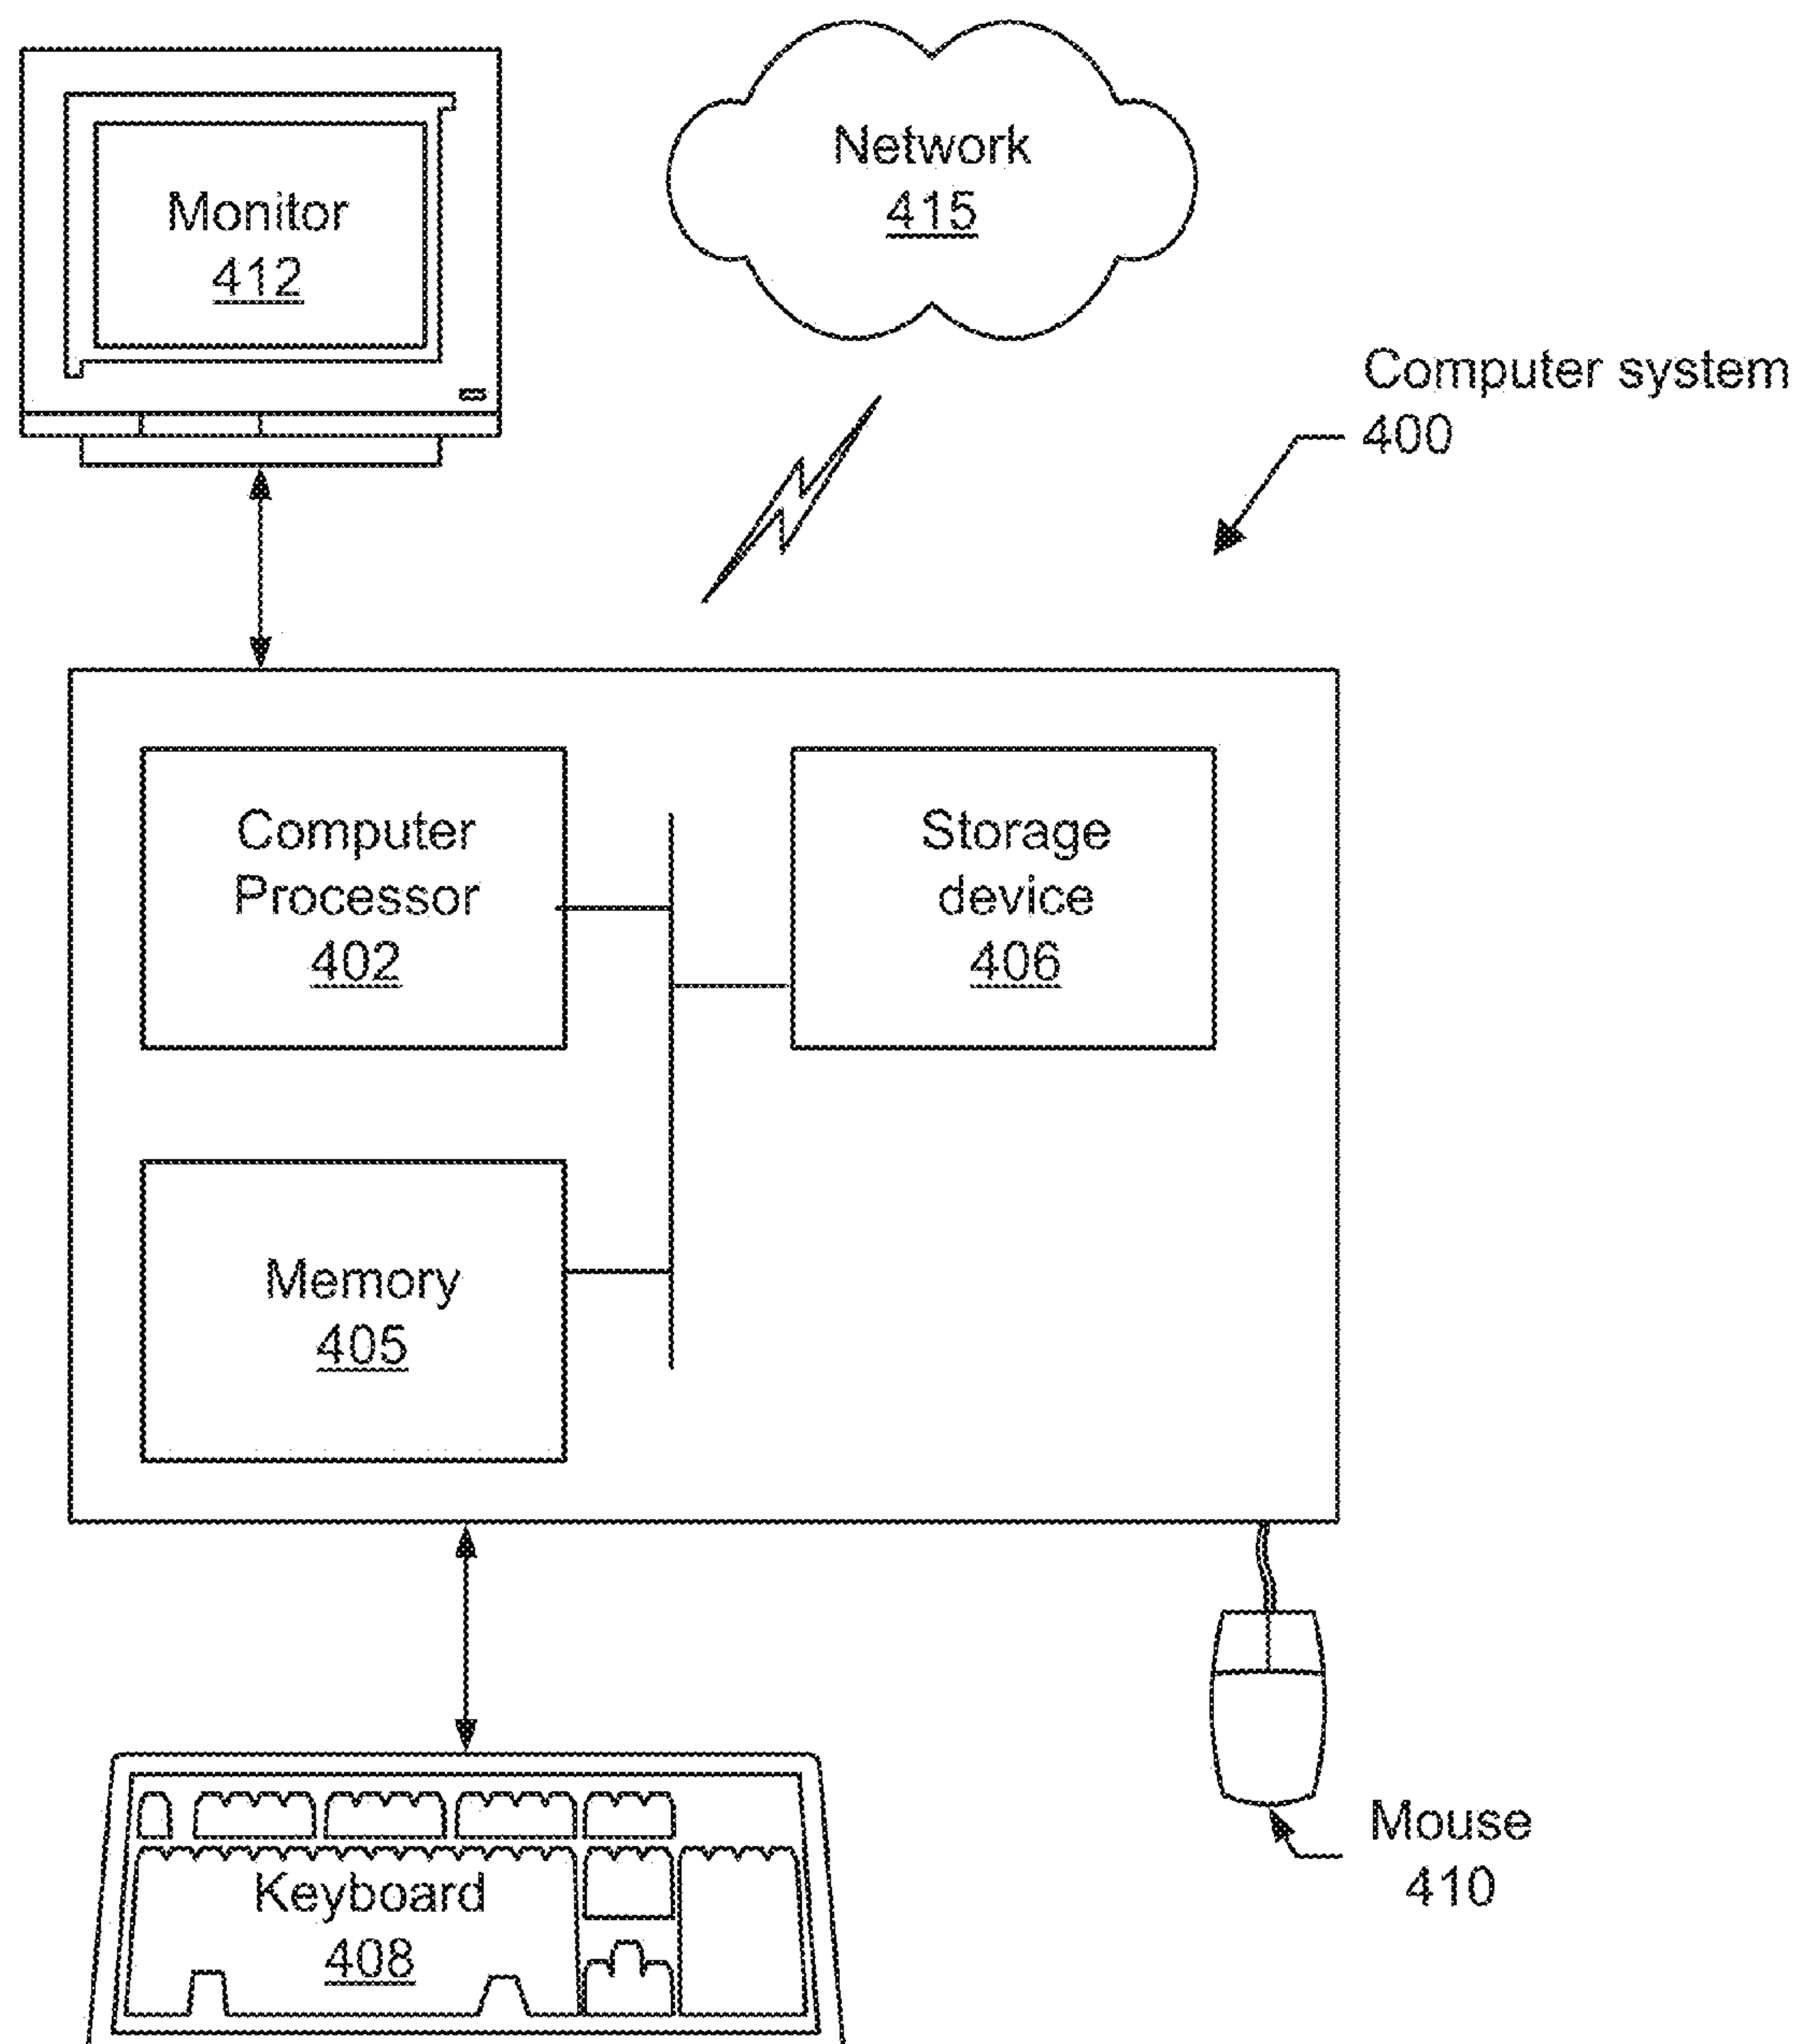 Monitor
412
Network
415
Computer system
400
Computer
Processor
402
Storage
device
406
Memory
405
Keyboard
408
Mouse
410